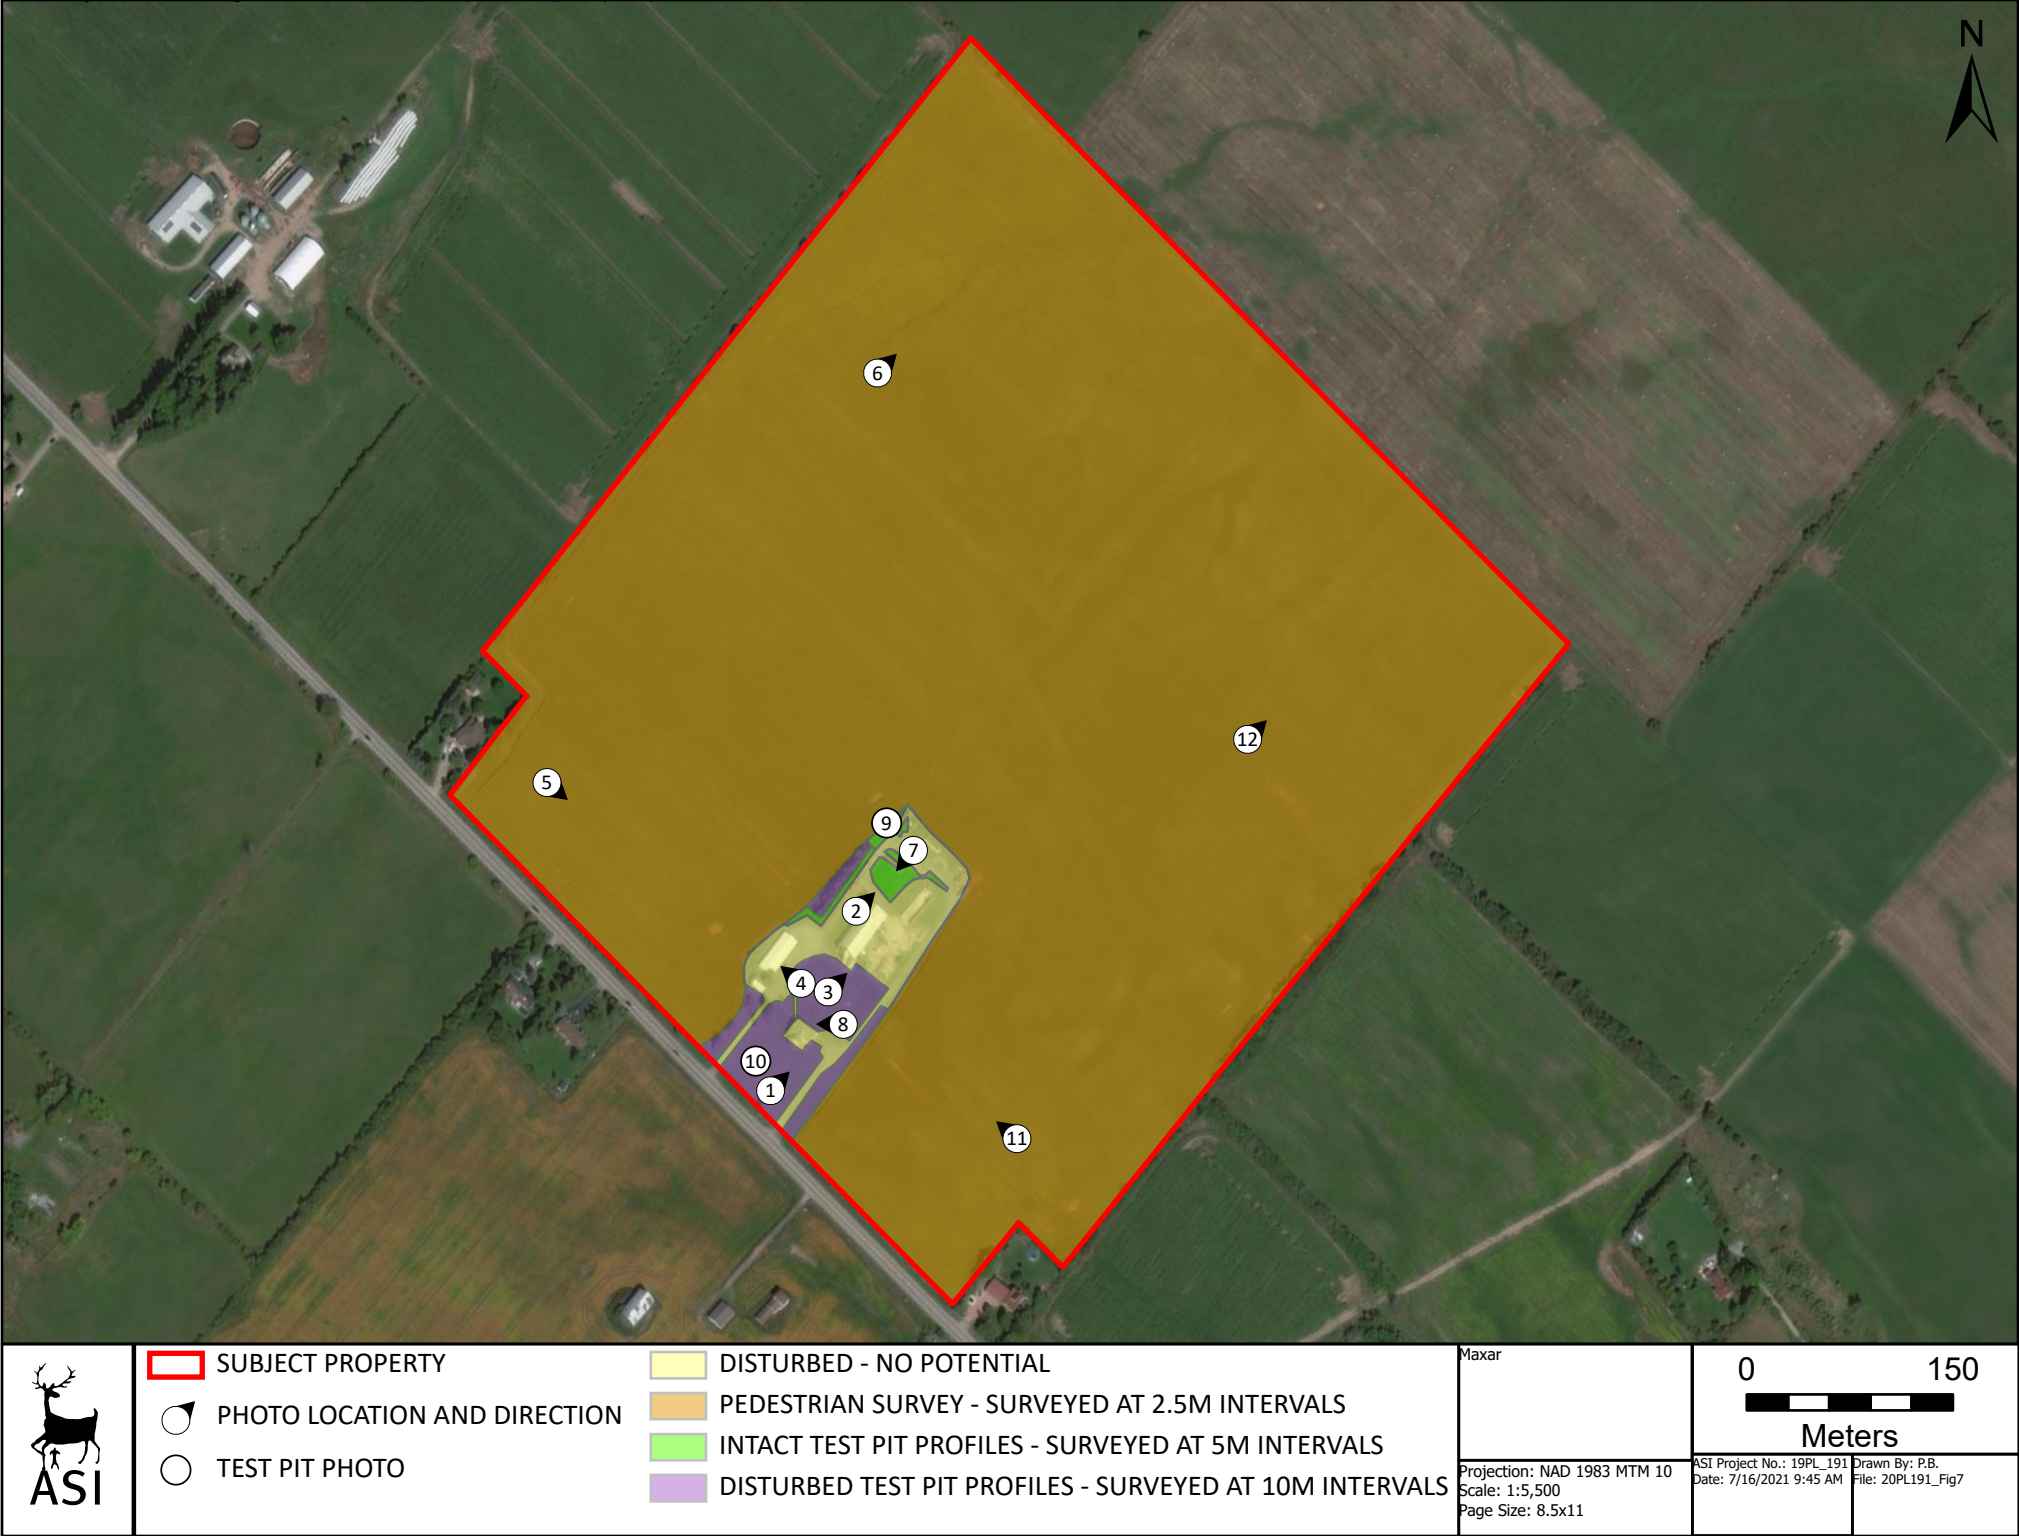 N
6
12
5
9
7
2
4
3
8
10
1
11
ASI
SUBJECT PROPERTY
PHOTO LOCATION AND DIRECTION
TEST PIT PHOTO
DISTURBED - NO POTENTIAL
PEDESTRIAN SURVEY - SURVEYED AT 2.5M INTERVALS
INTACT TEST PIT PROFILES - SURVEYED AT 5M INTERVALS
DISTURBED TEST PIT PROFILES - SURVEYED AT 10M INTERVALS
Maxar
Projection: NAD 1983 MTM 10
Scale: 1:5,500
Page Size: 8.5x11
0 150
Meters
ASI Project No.: 19PL_191
Date: 7/16/2021 9:45 AM
Drawn By: P.B.
File: 20PL191_Fig7